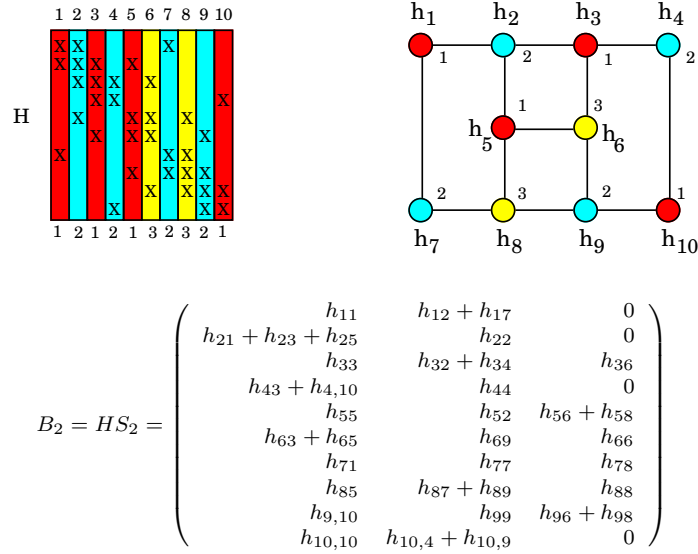 1 2 3 4 5 6 7 8 9 10
X X X
X X X X
X X X X
X X X
H
X X X X
X X X X
X X X
X X X X
X X X X
X X X
1 2 1 2 1 3 2 3 2 1
h₁ h₂ h₃ h₄
1 2 1 2
1 3
h₅ h₆
2 3 2 1
h₇ h₈ h₉ h₁₀
h₁₁ h₁₂ + h₁₇ 0
h₂₁ + h₂₃ + h₂₅ h₂₂ 0
h₃₃ h₃₂ + h₃₄ h₃₆
h₄₃ + h₄,₁₀ h₄₄ 0
B₂ = HS₂ =
h₅₅ h₅₂ h₅₆ + h₅₈
h₆₃ + h₆₅ h₆₉ h₆₆
h₇₁ h₇₇ h₇₈
h₈₅ h₈₇ + h₈₉ h₈₈
h₉,₁₀ h₉₉ h₉₆ + h₉₈
h₁₀,₁₀ h₁₀,₄ + h₁₀,₉ 0